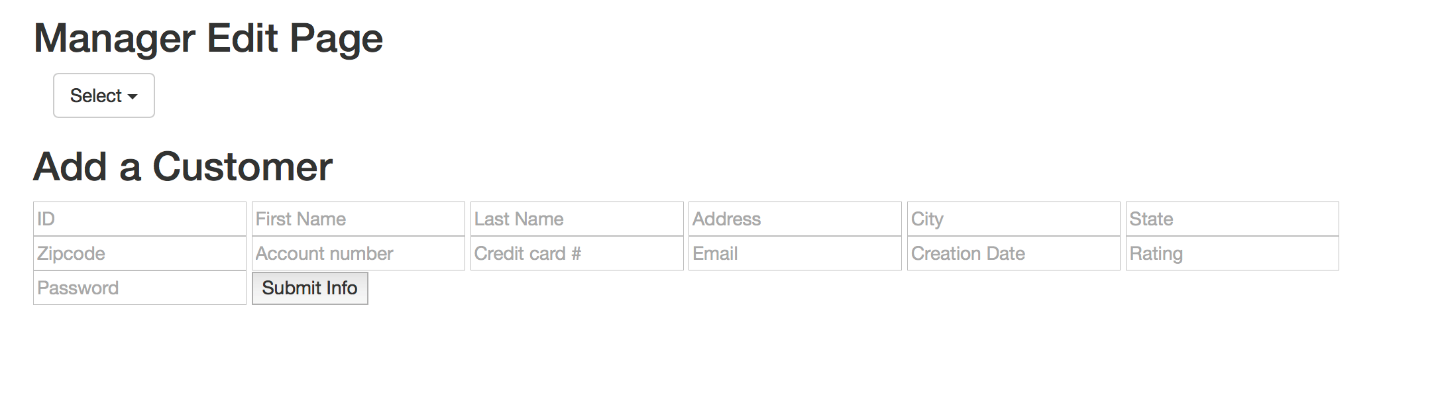 Manager Edit Page
Select
Add a Customer
ID First Name Last Name Address City State
Zipcode Account number Credit card # Email Creation Date Rating
Password Submit Info